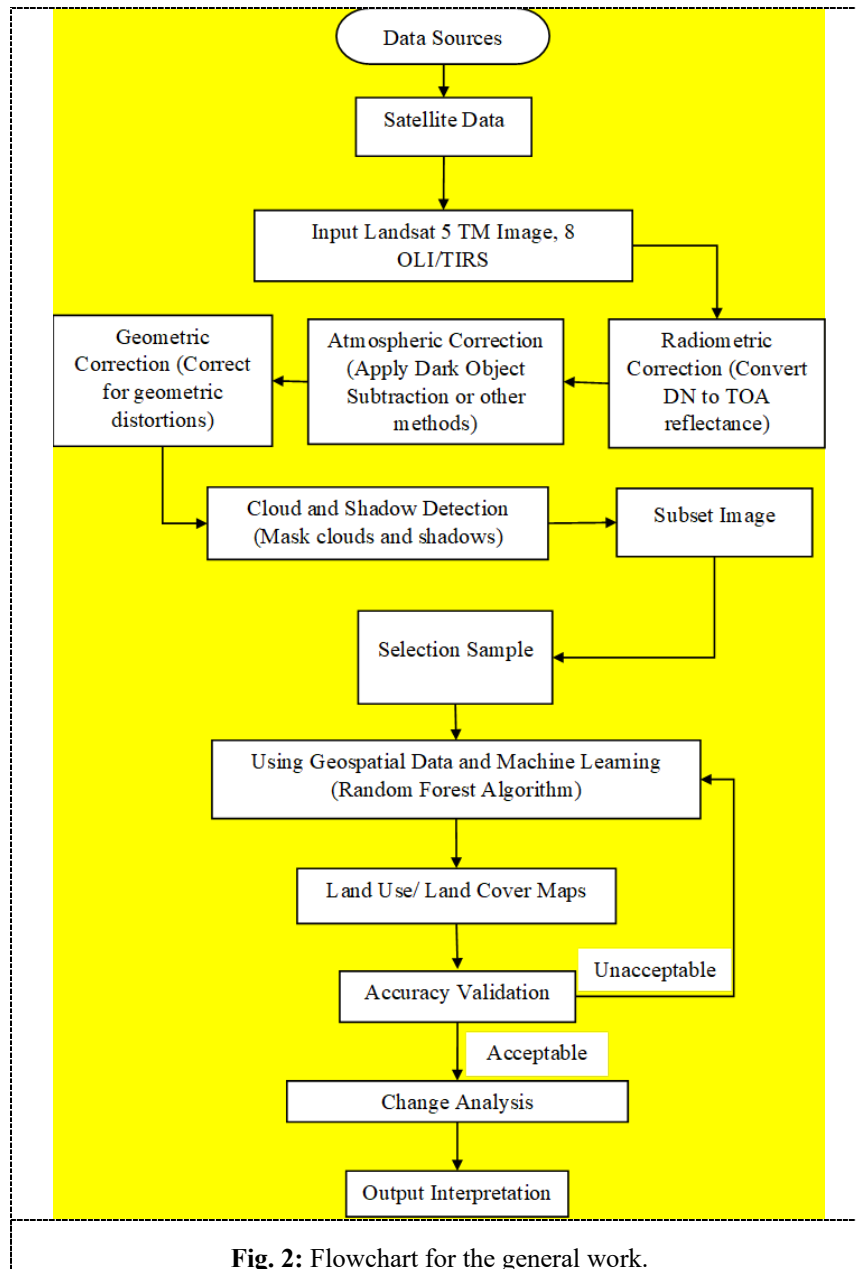 Data Sources
Satellite Data
Input Landsat 5 TM Image, 8
OLI/TIRS
Radiometric
Correction (Convert
DN to TOA
reflectance)
Atmospheric Correction
(Apply Dark Object
Subtraction or other
methods)
Geometric
Correction (Correct
for geometric
distortions)
Cloud and Shadow Detection
(Mask clouds and shadows)
Subset Image
Selection Sample
Using Geospatial Data and Machine Learning
(Random Forest Algorithm)
Land Use/ Land Cover Maps
Accuracy Validation
Unacceptable
Acceptable
Change Analysis
Output Interpretation
Fig. 2: Flowchart for the general work.